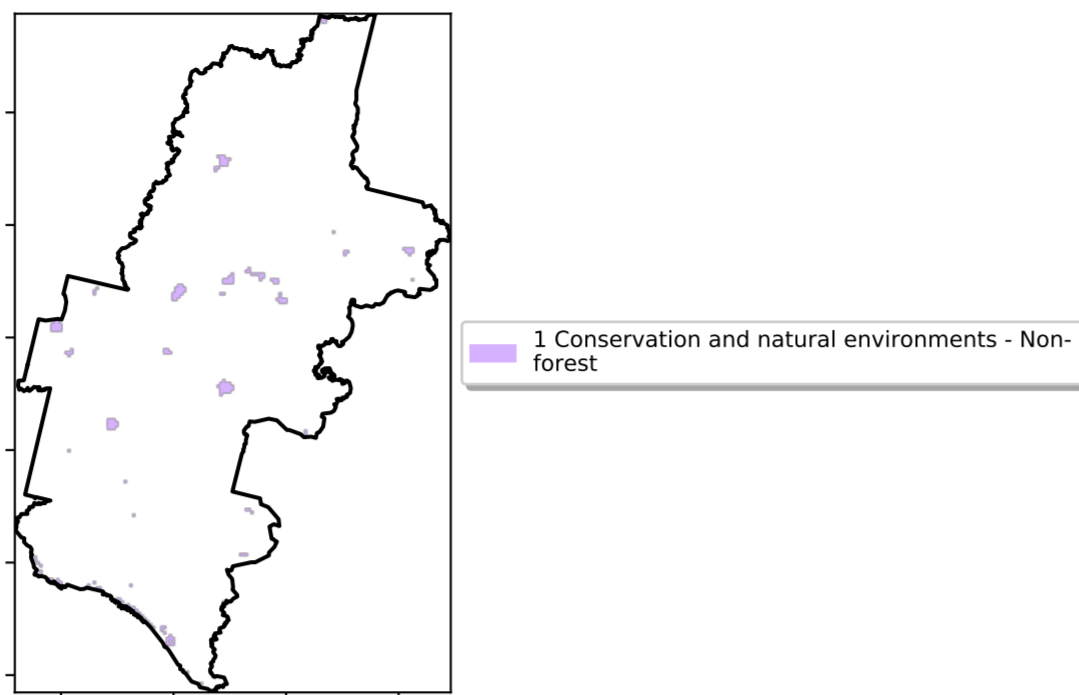 1 Conservation and natural environments - Non-
forest